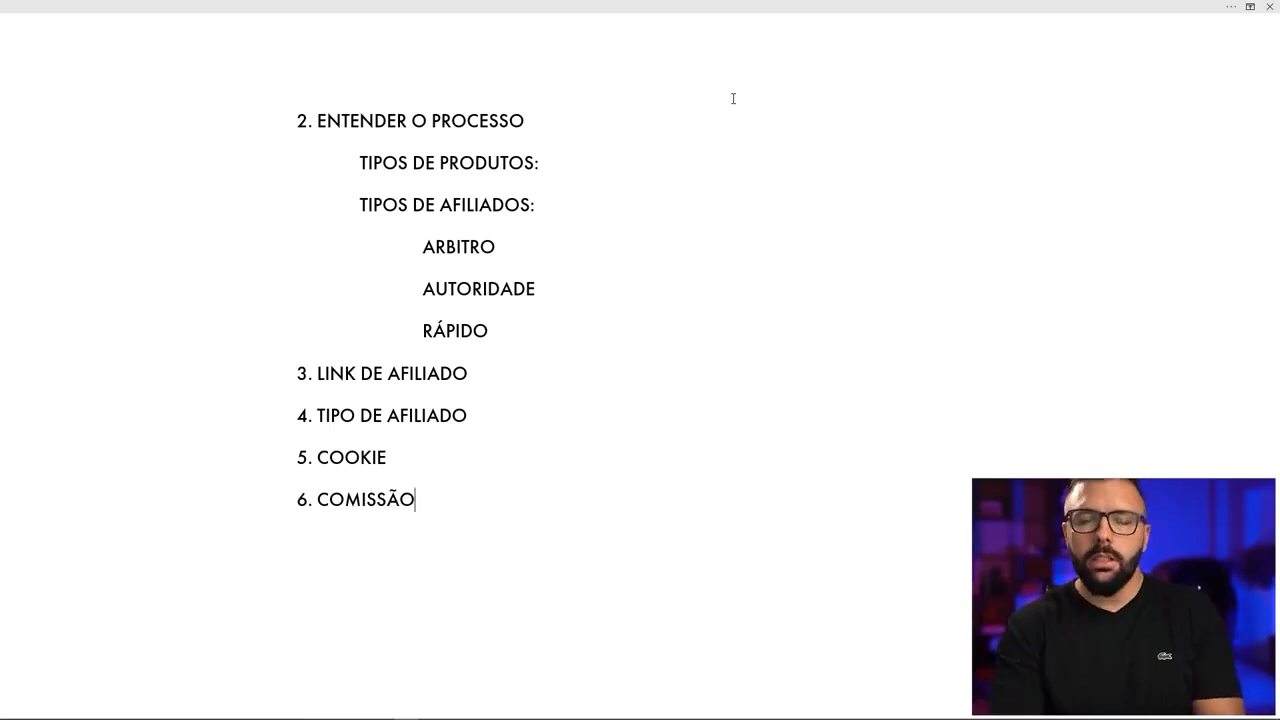 2. ENTENDER O PROCESSO
TIPOS DE PRODUTOS:
TIPOS DE AFILIADOS:
ARBITRO
AUTORIDADE
RÁPIDO
3. LINK DE AFILIADO
4. TIPO DE AFILIADO
5. COOKIE
6. COMISSÃO